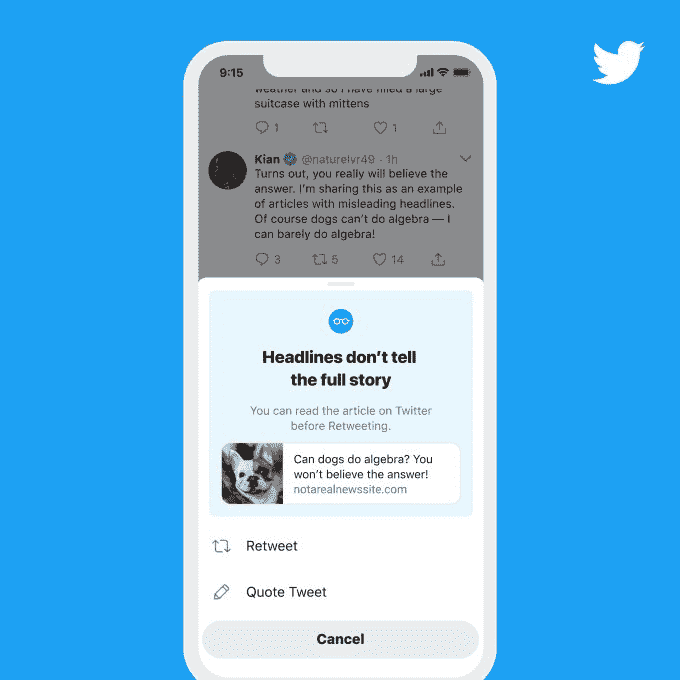 9:15
weather and so I have filled a large
suitcase with mittens
1
1
Kian @naturelvr49 · 1h
Turns out, you really will believe the
answer. I'm sharing this as an example
of articles with misleading headlines.
Of course dogs can't do algebra — I
can barely do algebra!
3
5
14
Headlines don't tell
the full story
You can read the article on Twitter
before Retweeting.
Can dogs do algebra? You
won't believe the answer!
notarealnewssite.com
Retweet
Quote Tweet
Cancel